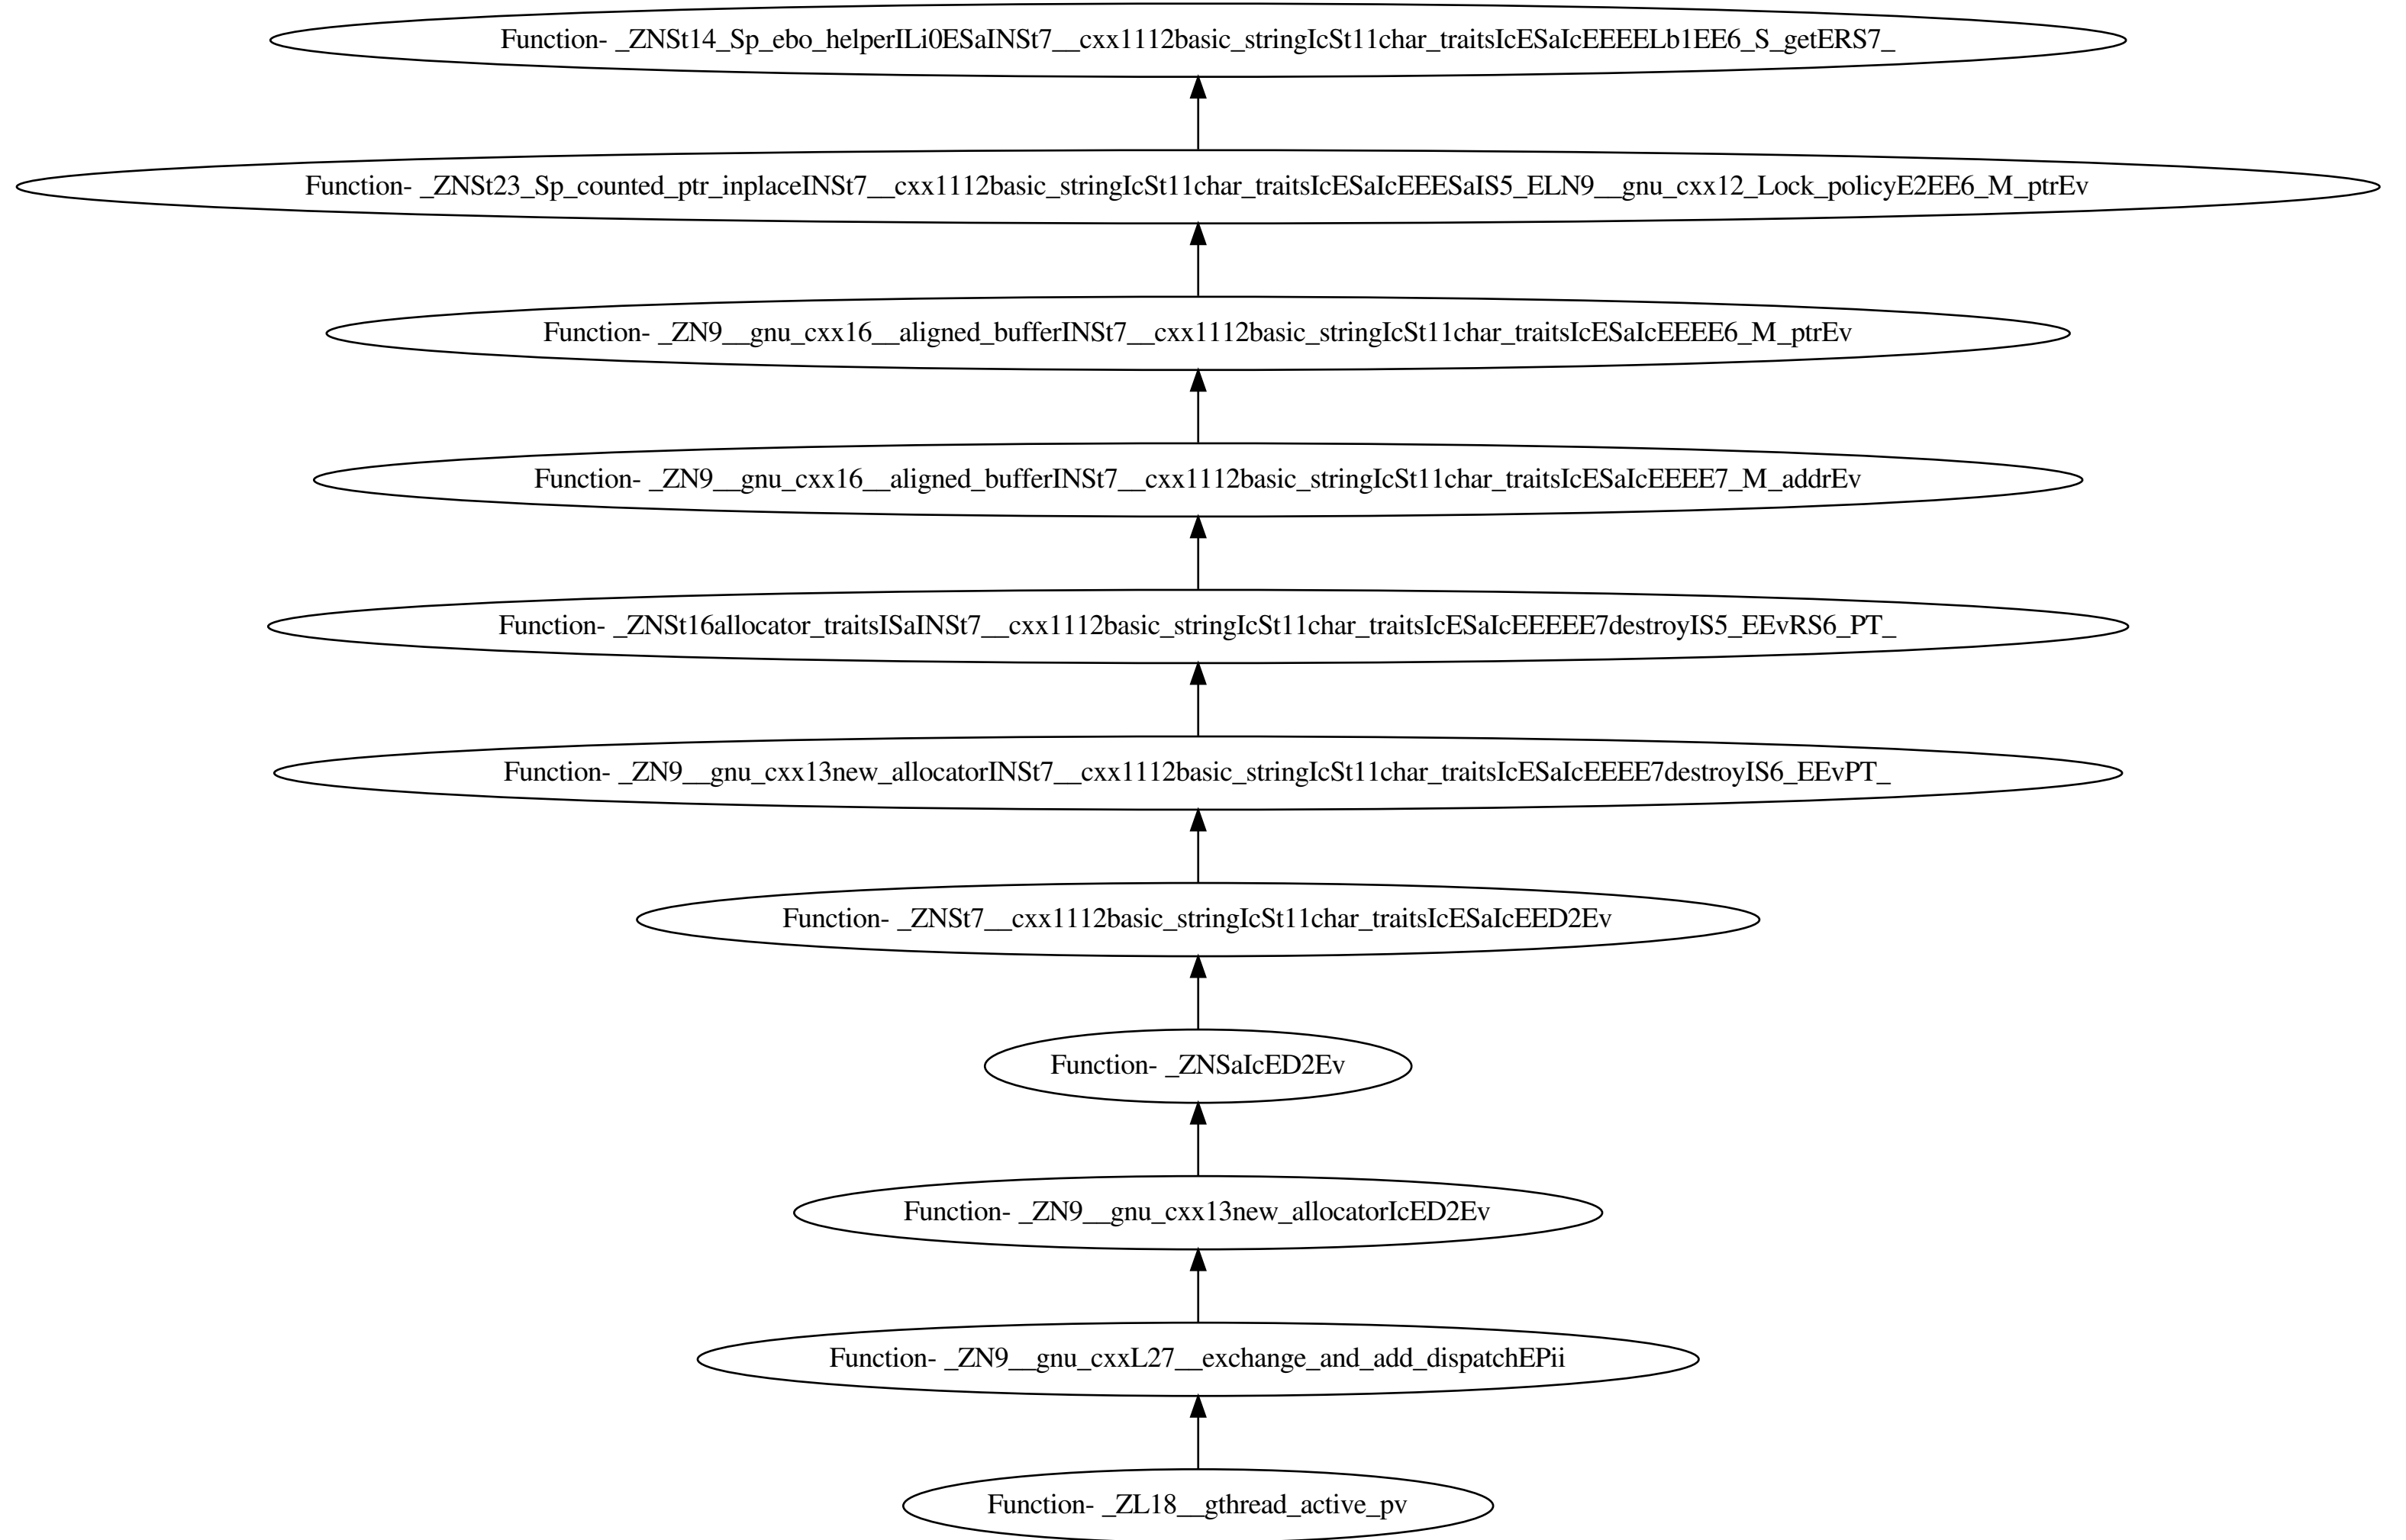 Function- _ZNSt14_Sp_ebo_helperILi0ESaINSt7__cxx1112basic_stringIcSt11char_traitsIcESaIcEEEELb1EE6_S_getERS7_
Function- _ZNSt23_Sp_counted_ptr_inplaceINSt7__cxx1112basic_stringIcSt11char_traitsIcESaIcEEESaIS5_ELN9__gnu_cxx12_Lock_policyE2EE6_M_ptrEv
Function- _ZN9__gnu_cxx16__aligned_bufferINSt7__cxx1112basic_stringIcSt11char_traitsIcESaIcEEEE6_M_ptrEv
Function- _ZN9__gnu_cxx16__aligned_bufferINSt7__cxx1112basic_stringIcSt11char_traitsIcESaIcEEEE7_M_addrEv
Function- _ZNSt16allocator_traitsISaINSt7__cxx1112basic_stringIcSt11char_traitsIcESaIcEEEEE7destroyIS5_EEvRS6_PT_
Function- _ZN9__gnu_cxx13new_allocatorINSt7__cxx1112basic_stringIcSt11char_traitsIcESaIcEEEE7destroyIS6_EEvPT_
Function- _ZNSt7__cxx1112basic_stringIcSt11char_traitsIcESaIcEED2Ev
Function- _ZNSaIcED2Ev
Function- _ZN9__gnu_cxx13new_allocatorIcED2Ev
Function- _ZN9__gnu_cxxL27__exchange_and_add_dispatchEPii
Function- _ZL18__gthread_active_pv